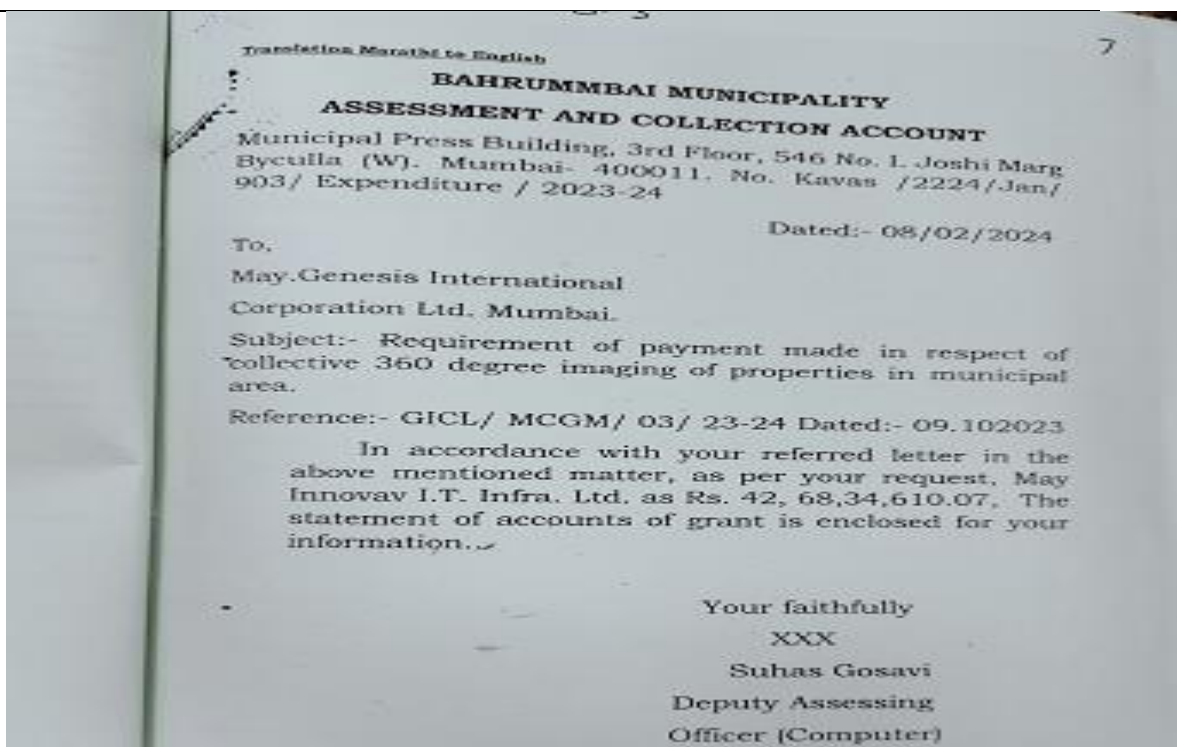 7
Translation Marathi to English
BAHRUMMBAI MUNICIPALITY
ASSESSMENT AND COLLECTION ACCOUNT
Municipal Press Building, 3rd Floor, 546 No. 1. Joshi Marg
Byculla (W). Mumbai- 400011. No. Kavas /2224/Jan/
903/ Expenditure / 2023-24
Dated:- 08/02/2024
To,
May.Genesis International
Corporation Ltd. Mumbai.
Subject:- Requirement of payment made in respect of
collective 360 degree imaging of properties in municipal
area.
Reference:- GICL/ MCGM/ 03/ 23-24 Dated:- 09.102023
In accordance with your referred letter in the
above mentioned matter, as per your request, May
Innovav I.T. Infra. Ltd. as Rs. 42, 68,34,610.07. The
statement of accounts of grant is enclosed for your
information..
Your faithfully
XXX
Suhas Gosavi
Deputy Assessing
Officer (Computer)